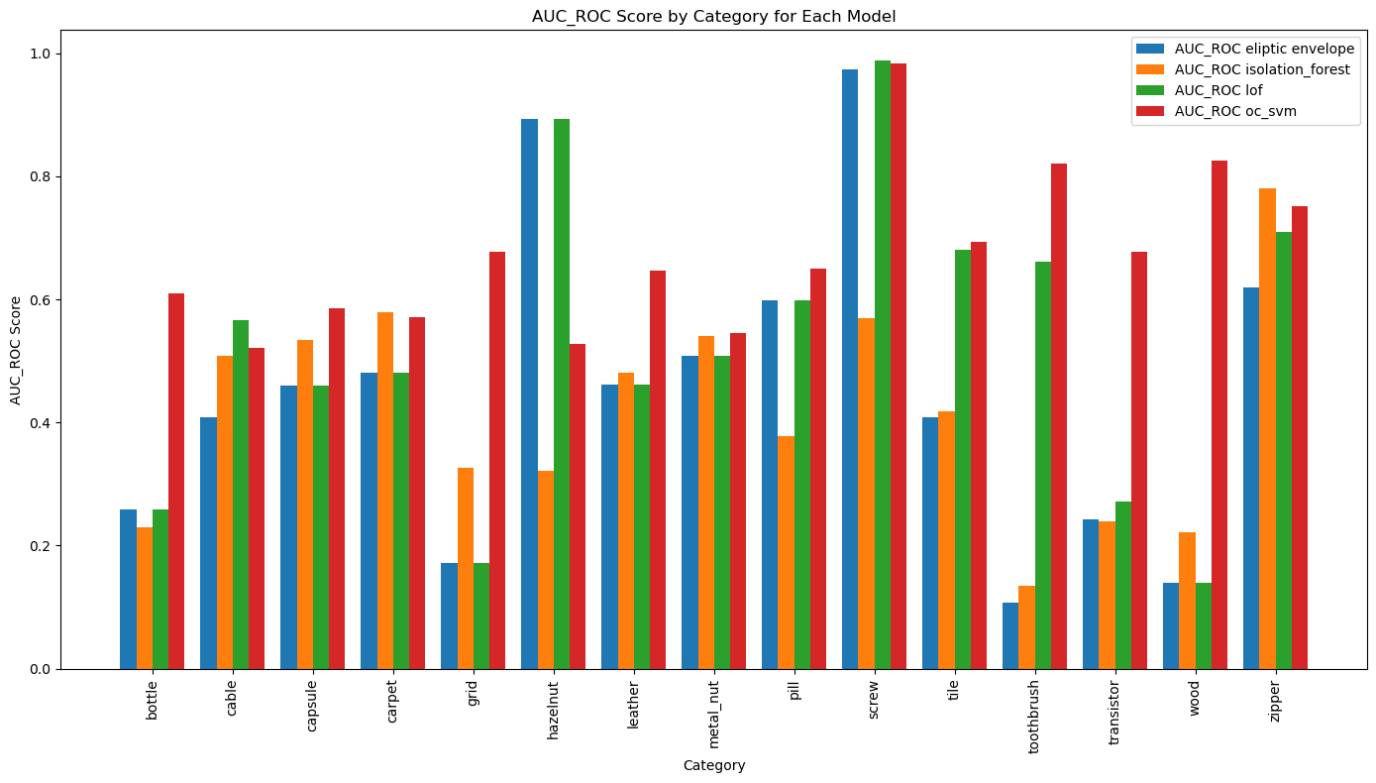 AUC_ROC Score by Category for Each Model
AUC_ROC eliptic envelope
AUC_ROC isolation_forest
AUC_ROC lof
AUC_ROC oc_svm
AUC_ROC Score
1.0
0.8
0.6
0.4
0.2
0.0
bottle
cable
capsule
carpet
grid
hazelnut
leather
metal_nut
pill
screw
tile
toothbrush
transistor
wood
zipper
Category